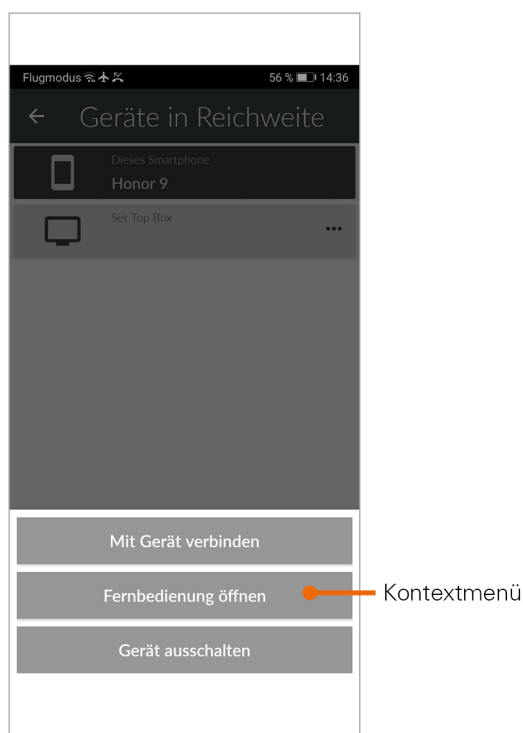 Flugmodus 56 % 14:36
Geräte in Reichweite
Dieses Smartphone
Honor 9
Set Top Box
Mit Gerät verbinden
Fernbedienung öffnen
Kontextmenü
Gerät ausschalten